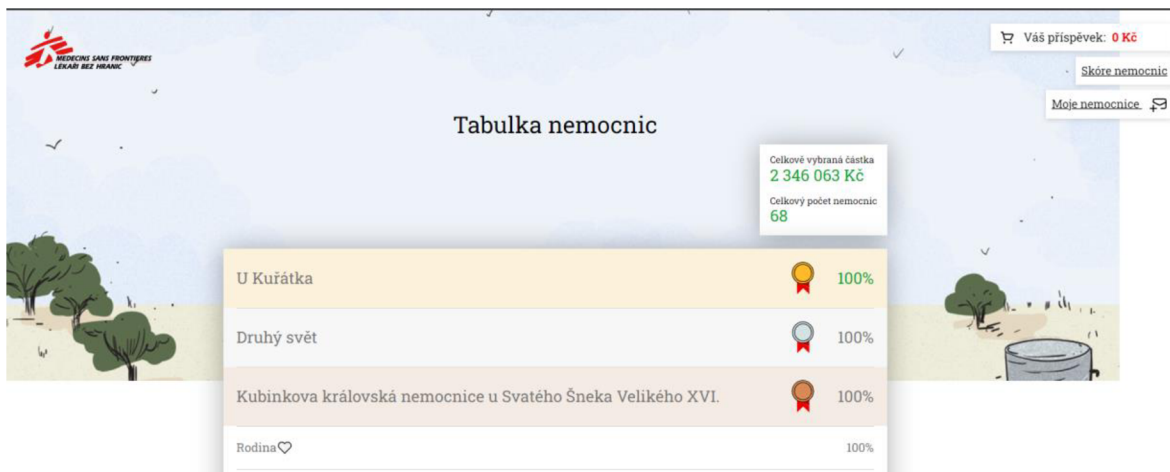 MEDECINS SANS FRONTIERES
LÉKAŘI BEZ HRANIC
Váš příspěvek: 0 Kč
Skóre nemocnic
Moje nemocnice
Tabulka nemocnic
Celkově vybraná částka
2 346 063 Kč
Celkový počet nemocnic
68
U Kuřátka 100%
Druhý svět 100%
Kubinkova královská nemocnice u Svatého Šneka Velikého XVI. 100%
Rodina♡ 100%